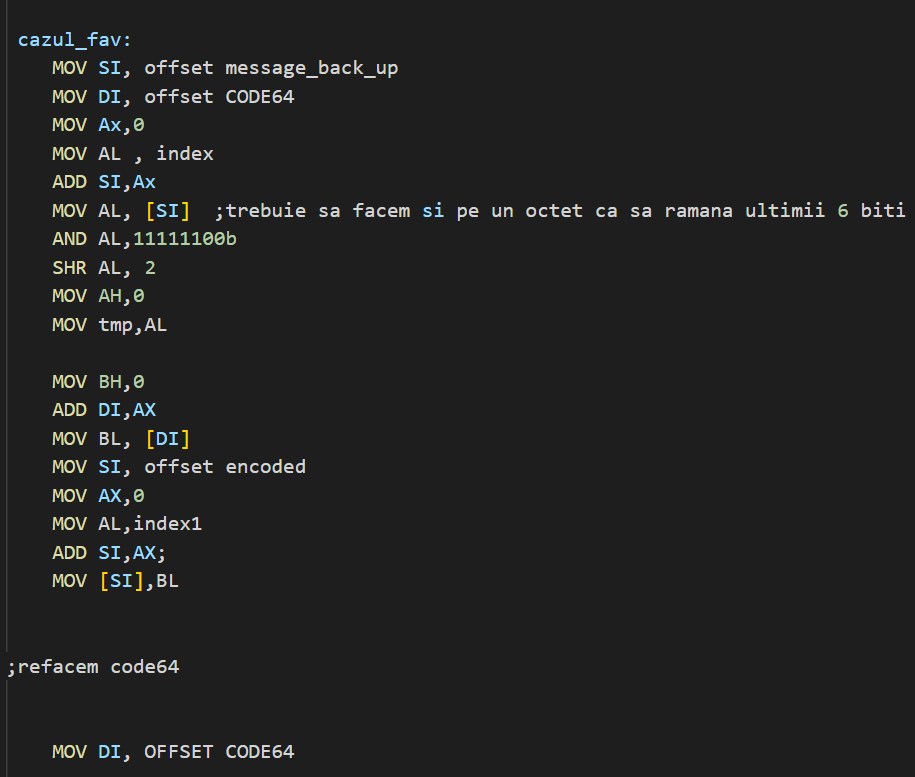 cazul_fav:
MOV SI, offset message_back_up
MOV DI, offset CODE64
MOV Ax,0
MOV AL , index
ADD SI,Ax
MOV AL, [SI]  ;trebuie sa facem si pe un octet ca sa ramana ultimii 6 biti
AND AL,11111100b
SHR AL, 2
MOV AH,0
MOV tmp,AL
MOV BH,0
ADD DI,AX
MOV BL, [DI]
MOV SI, offset encoded
MOV AX,0
MOV AL,index1
ADD SI,AX;
MOV [SI],BL
;refacem code64
MOV DI, OFFSET CODE64